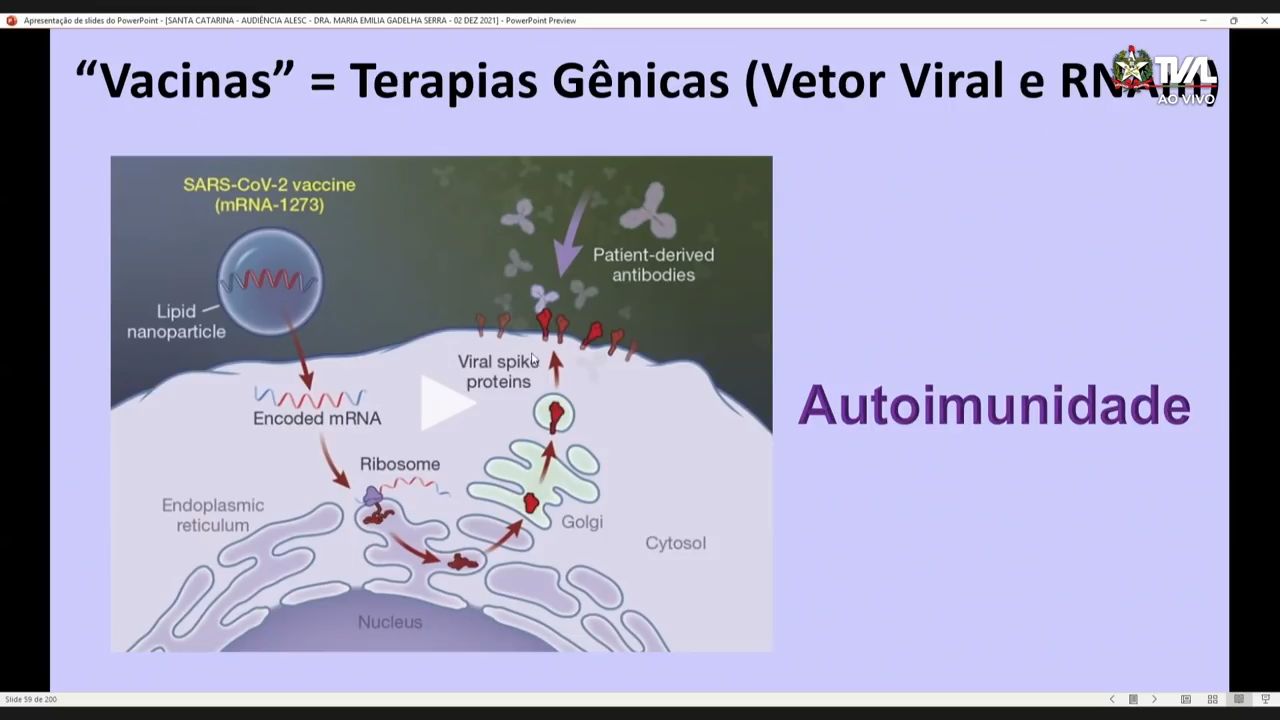 Apresentação de slides do PowerPoint - [SANTA CATARINA - AUDIÊNCIA ALESC - DRA. MARIA EMILIA GADELHA SERRA - 02 DEZ 2021] - PowerPoint Preview
“Vacinas” = Terapias Gênicas (Vetor Viral e RNAm)
TVAL
AO VIVO
SARS-CoV-2 vaccine
(mRNA-1273)
Patient-derived
antibodies
Lipid
nanoparticle
Viral spike
proteins
Encoded mRNA
Autoimunidade
Ribosome
Endoplasmic
reticulum
Golgi
Cytosol
Nucleus
Slide 59 de 200